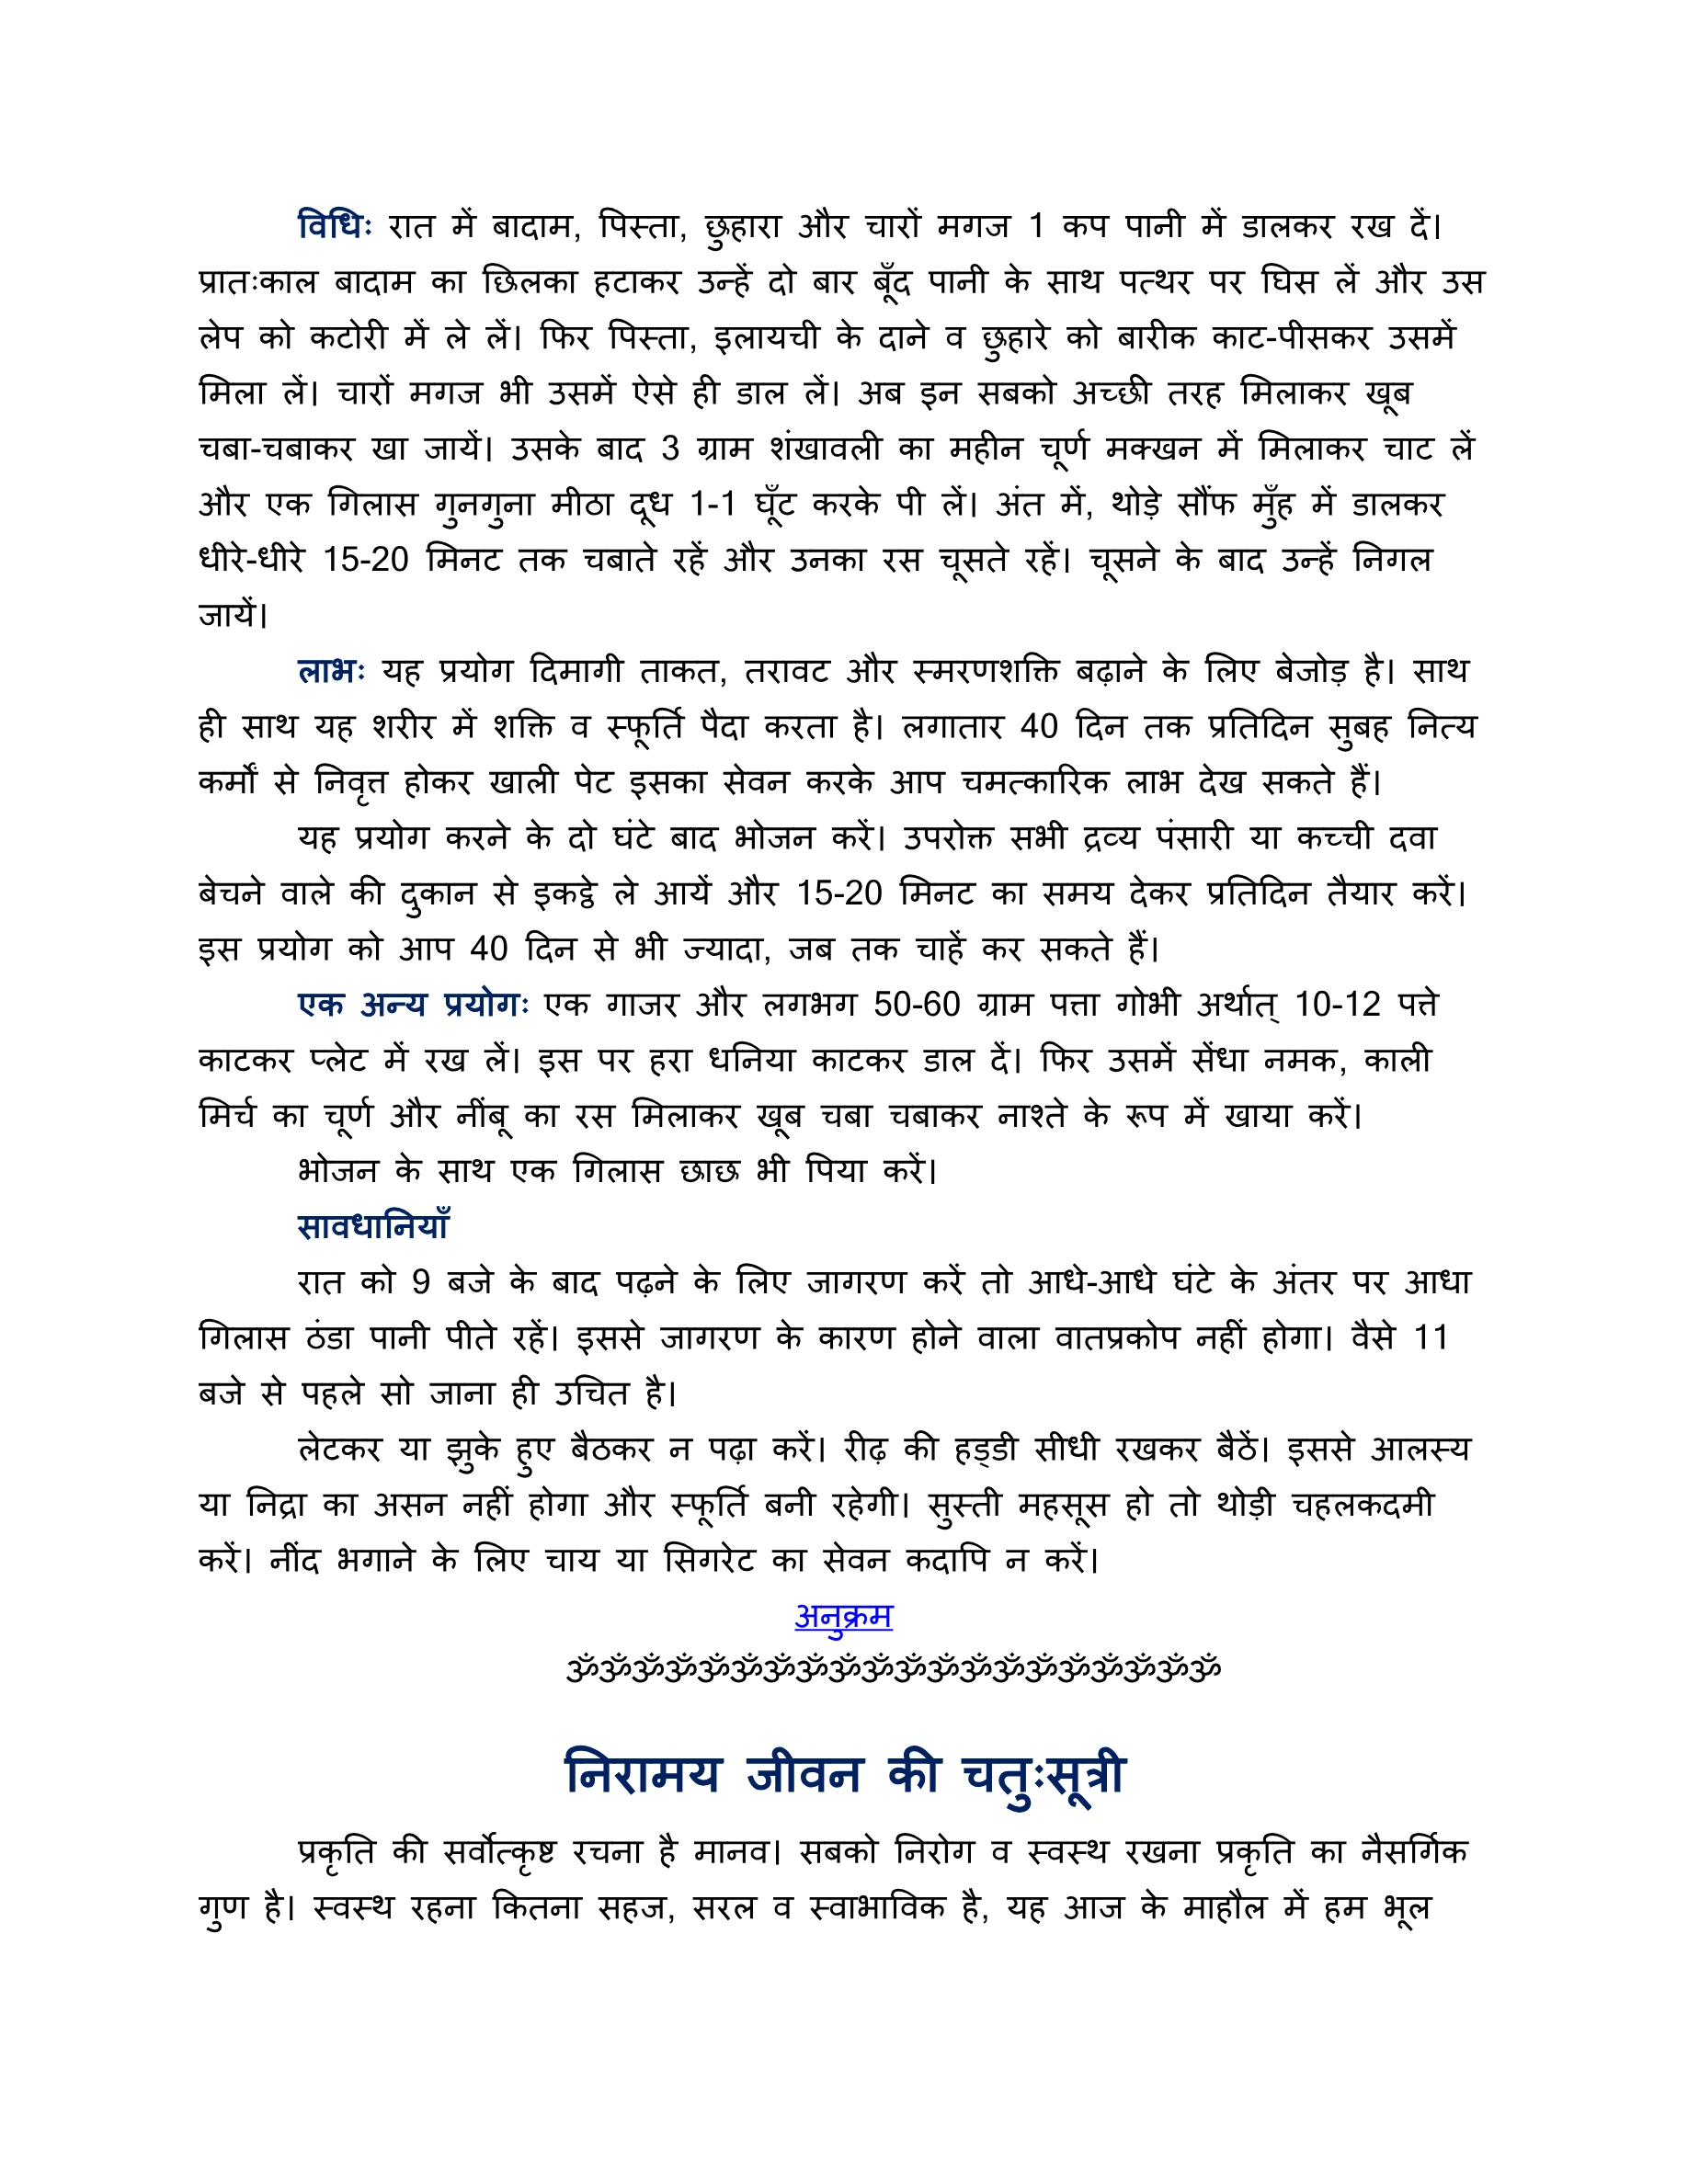 विधिः रात में बादाम, पिस्ता, छुहारा और चारों मगज 1 कप पानी में डालकर रख दें।
प्रातःकाल बादाम का छिलका हटाकर उन्हें दो बार बूँद पानी के साथ पत्थर पर घिस लें और उस
लेप को कटोरी में ले लें। फिर पिस्ता, इलायची के दाने व छुहारे को बारीक काट-पीसकर उसमें
मिला लें। चारों मगज भी उसमें ऐसे ही डाल लें। अब इन सबको अच्छी तरह मिलाकर खूब
चबा-चबाकर खा जायें। उसके बाद 3 ग्राम शंखावली का महीन चूर्ण मक्खन में मिलाकर चाट लें
और एक गिलास गुनगुना मीठा दूध 1-1 घूँट करके पी लें। अंत में, थोड़े सौंफ मुँह में डालकर
धीरे-धीरे 15-20 मिनट तक चबाते रहें और उनका रस चूसते रहें। चूसने के बाद उन्हें निगल
जायें।
लाभः यह प्रयोग दिमागी ताकत, तरावट और स्मरणशक्ति बढ़ाने के लिए बेजोड़ है। साथ
ही साथ यह शरीर में शक्ति व स्फूर्ति पैदा करता है। लगातार 40 दिन तक प्रतिदिन सुबह नित्य
कर्मों से निवृत्त होकर खाली पेट इसका सेवन करके आप चमत्कारिक लाभ देख सकते हैं।
यह प्रयोग करने के दो घंटे बाद भोजन करें। उपरोक्त सभी द्रव्य पंसारी या कच्ची दवा
बेचने वाले की दुकान से इकट्ठे ले आयें और 15-20 मिनट का समय देकर प्रतिदिन तैयार करें।
इस प्रयोग को आप 40 दिन से भी ज्यादा, जब तक चाहें कर सकते हैं।
एक अन्य प्रयोगः एक गाजर और लगभग 50-60 ग्राम पत्ता गोभी अर्थात् 10-12 पत्ते
काटकर प्लेट में रख लें। इस पर हरा धनिया काटकर डाल दें। फिर उसमें सेंधा नमक, काली
मिर्च का चूर्ण और नींबू का रस मिलाकर खूब चबा चबाकर नाश्ते के रूप में खाया करें।
भोजन के साथ एक गिलास छाछ भी पिया करें।
सावधानियाँ
रात को 9 बजे के बाद पढ़ने के लिए जागरण करें तो आधे-आधे घंटे के अंतर पर आधा
गिलास ठंडा पानी पीते रहें। इससे जागरण के कारण होने वाला वातप्रकोप नहीं होगा। वैसे 11
बजे से पहले सो जाना ही उचित है।
लेटकर या झुके हुए बैठकर न पढ़ा करें। रीढ़ की हड्डी सीधी रखकर बैठें। इससे आलस्य
या निद्रा का असन नहीं होगा और स्फूर्ति बनी रहेगी। सुस्ती महसूस हो तो थोड़ी चहलकदमी
करें। नींद भगाने के लिए चाय या सिगरेट का सेवन कदापि न करें।
अनुक्रम
ॐॐॐॐॐॐॐॐॐॐॐॐॐॐॐॐॐॐॐॐ
निरामय जीवन की चतुःसूत्री
प्रकृति की सर्वोत्कृष्ट रचना है मानव। सबको निरोग व स्वस्थ रखना प्रकृति का नैसर्गिक
गुण है। स्वस्थ रहना कितना सहज, सरल व स्वाभाविक है, यह आज के माहौल में हम भूल